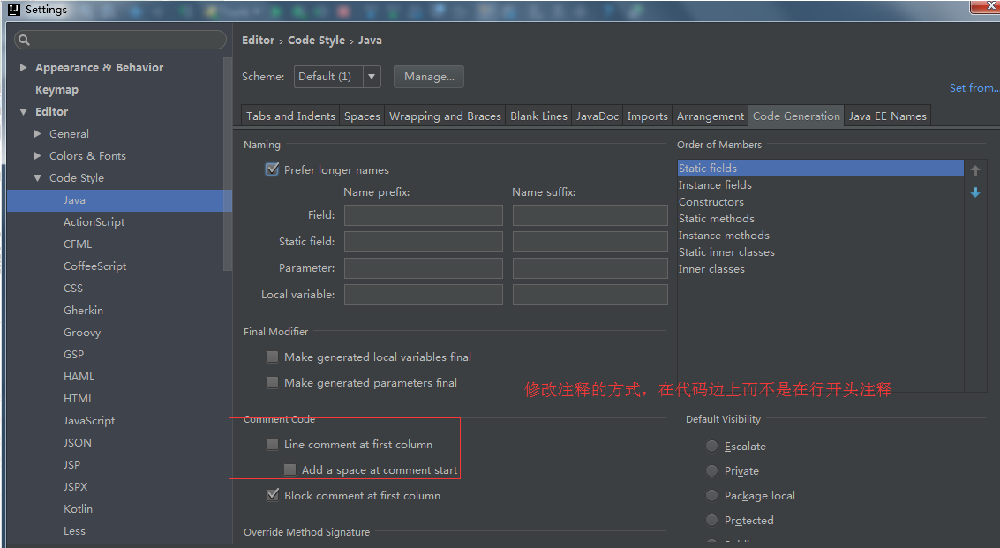 Settings
Editor › Code Style › Java
Scheme: Default (1) Manage...
Set from...
Appearance & Behavior
Keymap
Editor
General
Colors & Fonts
Code Style
Java
ActionScript
CFML
CoffeeScript
CSS
Gherkin
Groovy
GSP
HAML
HTML
JavaScript
JSON
JSP
JSPX
Kotlin
Less
Tabs and Indents Spaces Wrapping and Braces Blank Lines JavaDoc Imports Arrangement Code Generation Java EE Names
Naming
Prefer longer names
Name prefix: Name suffix:
Field:
Static field:
Parameter:
Local variable:
Order of Members
Static fields
Instance fields
Constructors
Static methods
Instance methods
Static inner classes
Inner classes
Final Modifier
Make generated local variables final
Make generated parameters final
修改注释的方式，在代码边上而不是在行开头注释
Comment Code
Line comment at first column
Add a space at comment start
Block comment at first column
Override Method Signature
Default Visibility
Escalate
Private
Package local
Protected